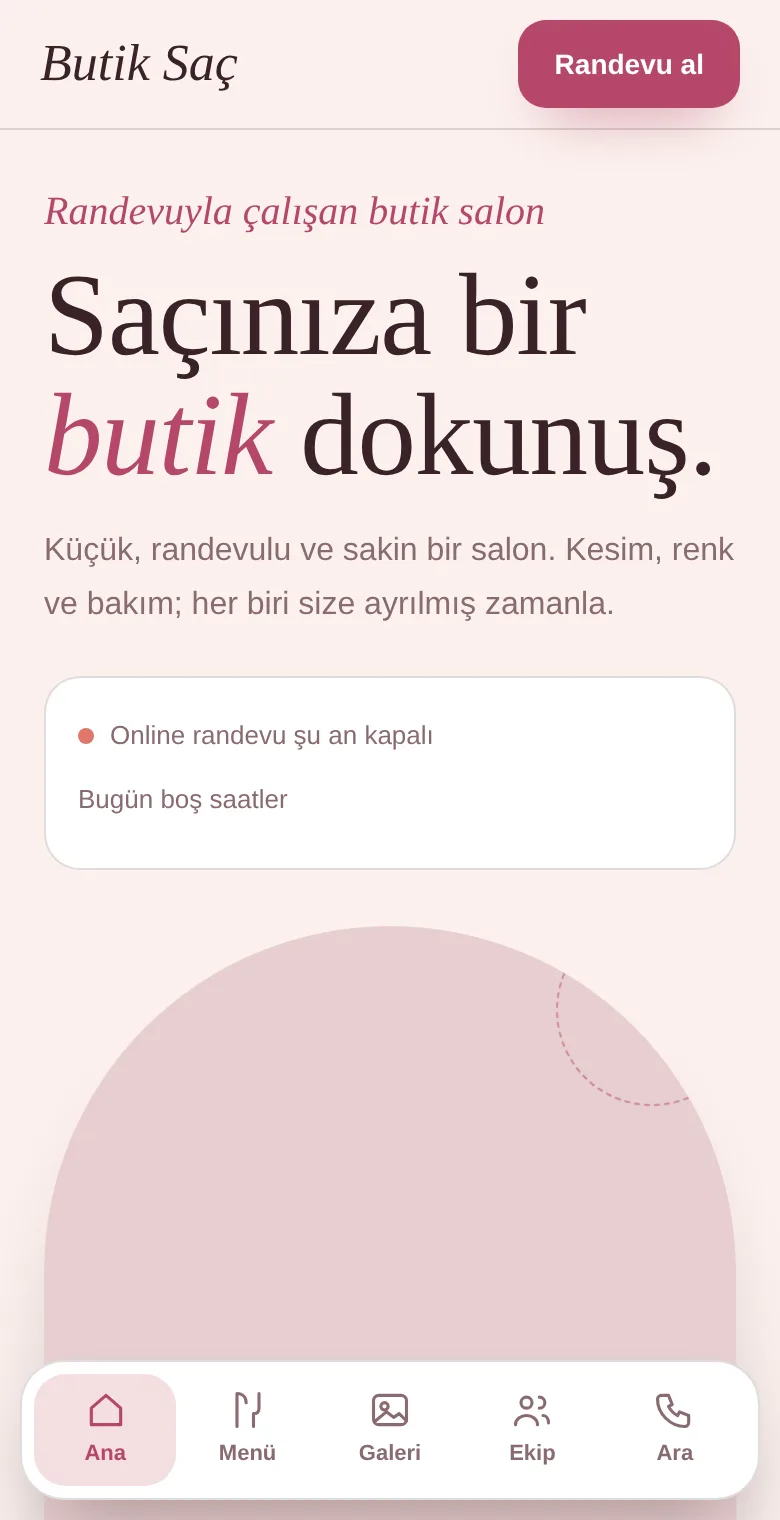 Butik Saç
Randevu al
Randevuyla çalışan butik salon
Saçınıza bir
butik dokunuş.
Küçük, randevulu ve sakin bir salon. Kesim, renk
ve bakım; her biri size ayrılmış zamanla.
Online randevu şu an kapalı
Bugün boş saatler
Ana
Menü
Galeri
Ekip
Ara